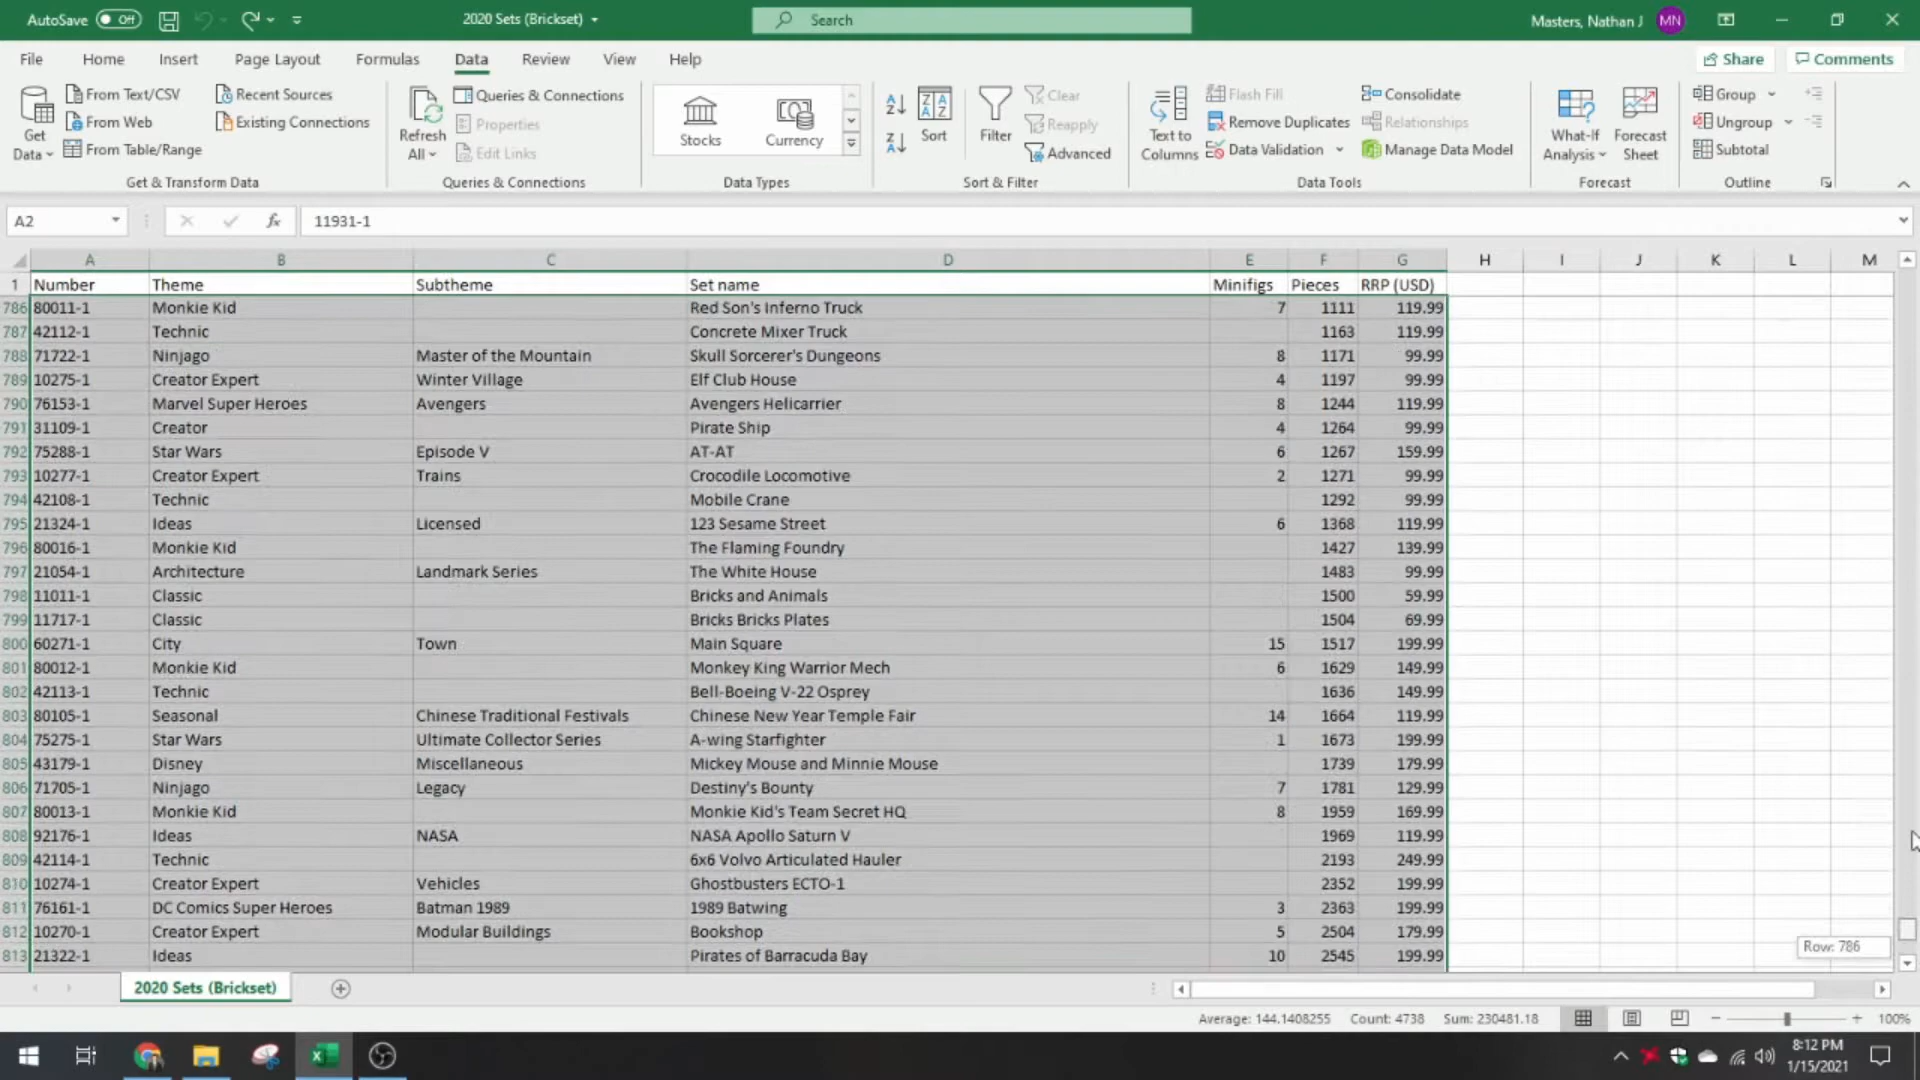 AutoSave Off 2020 Sets (Brickset) Search Masters, Nathan J MN
File Home Insert Page Layout Formulas Data Review View Help Share Comments
Get Data From Text/CSV From Web From Table/Range Recent Sources Existing Connections
Refresh All Queries & Connections Properties Edit Links
Stocks Currency
Sort Filter Clear Reapply Advanced
Text to Columns Flash Fill Remove Duplicates Data Validation Consolidate Relationships Manage Data Model
What-If Analysis Forecast Sheet
Group Ungroup Subtotal
Get & Transform Data Queries & Connections Data Types Sort & Filter Data Tools Forecast Outline
A2 fx 11931-1
A B C D E F G H I J K L M
1 Number Theme Subtheme Set name Minifigs Pieces RRP (USD)
786 80011-1 Monkie Kid Red Son's Inferno Truck 7 1111 119.99
787 42112-1 Technic Concrete Mixer Truck 1163 119.99
788 71722-1 Ninjago Master of the Mountain Skull Sorcerer's Dungeons 8 1171 99.99
789 10275-1 Creator Expert Winter Village Elf Club House 4 1197 99.99
790 76153-1 Marvel Super Heroes Avengers Avengers Helicarrier 8 1244 119.99
791 31109-1 Creator Pirate Ship 4 1264 99.99
792 75288-1 Star Wars Episode V AT-AT 6 1267 159.99
793 10277-1 Creator Expert Trains Crocodile Locomotive 2 1271 99.99
794 42108-1 Technic Mobile Crane 1292 99.99
795 21324-1 Ideas Licensed 123 Sesame Street 6 1368 119.99
796 80016-1 Monkie Kid The Flaming Foundry 1427 139.99
797 21054-1 Architecture Landmark Series The White House 1483 99.99
798 11011-1 Classic Bricks and Animals 1500 59.99
799 11717-1 Classic Bricks Bricks Plates 1504 69.99
800 60271-1 City Town Main Square 15 1517 199.99
801 80012-1 Monkie Kid Monkey King Warrior Mech 6 1629 149.99
802 42113-1 Technic Bell-Boeing V-22 Osprey 1636 149.99
803 80105-1 Seasonal Chinese Traditional Festivals Chinese New Year Temple Fair 14 1664 119.99
804 75275-1 Star Wars Ultimate Collector Series A-wing Starfighter 1 1673 199.99
805 43179-1 Disney Miscellaneous Mickey Mouse and Minnie Mouse 1739 179.99
806 71705-1 Ninjago Legacy Destiny's Bounty 7 1781 129.99
807 80013-1 Monkie Kid Monkie Kid's Team Secret HQ 8 1959 169.99
808 92176-1 Ideas NASA NASA Apollo Saturn V 1969 119.99
809 42114-1 Technic 6x6 Volvo Articulated Hauler 2193 249.99
810 10274-1 Creator Expert Vehicles Ghostbusters ECTO-1 2352 199.99
811 76161-1 DC Comics Super Heroes Batman 1989 1989 Batwing 3 2363 199.99
812 10270-1 Creator Expert Modular Buildings Bookshop 5 2504 179.99
813 21322-1 Ideas Pirates of Barracuda Bay 10 2545 199.99
Row: 786
2020 Sets (Brickset)
Average: 144.1408255 Count: 4738 Sum: 230481.18 100%
8:12 PM
1/15/2021